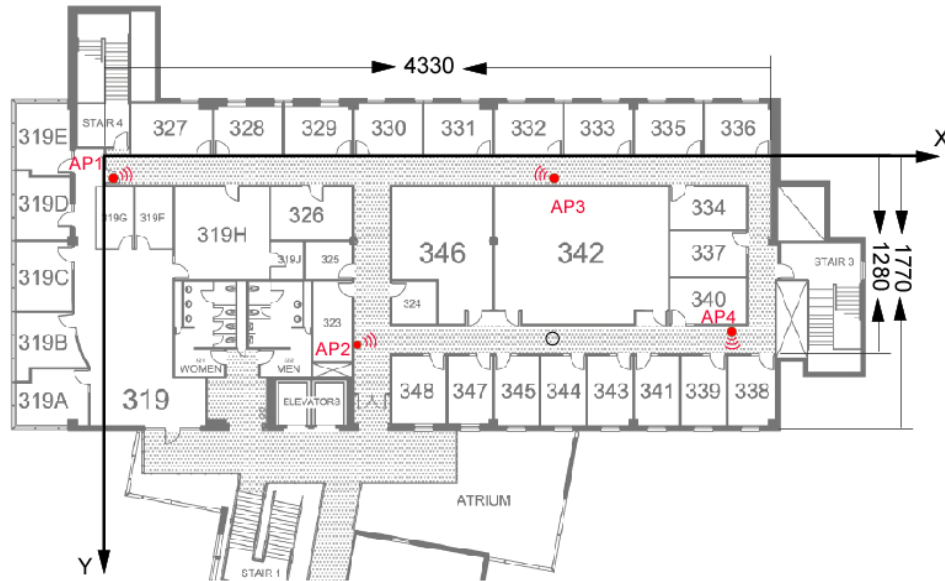 4330
X
STAIR 4
327
328
329
330
331
332
333
335
336
319E
AP1
AP3
319D
319G
319F
326
319H
346
342
334
337
STAIR 3
1280
1770
319C
319J
325
324
340
AP4
319B
323
AP2
WOMEN
MEN
319A
319
ELEVATORS
348
347
345
344
343
341
339
338
ATRIUM
STAIR 1
Y